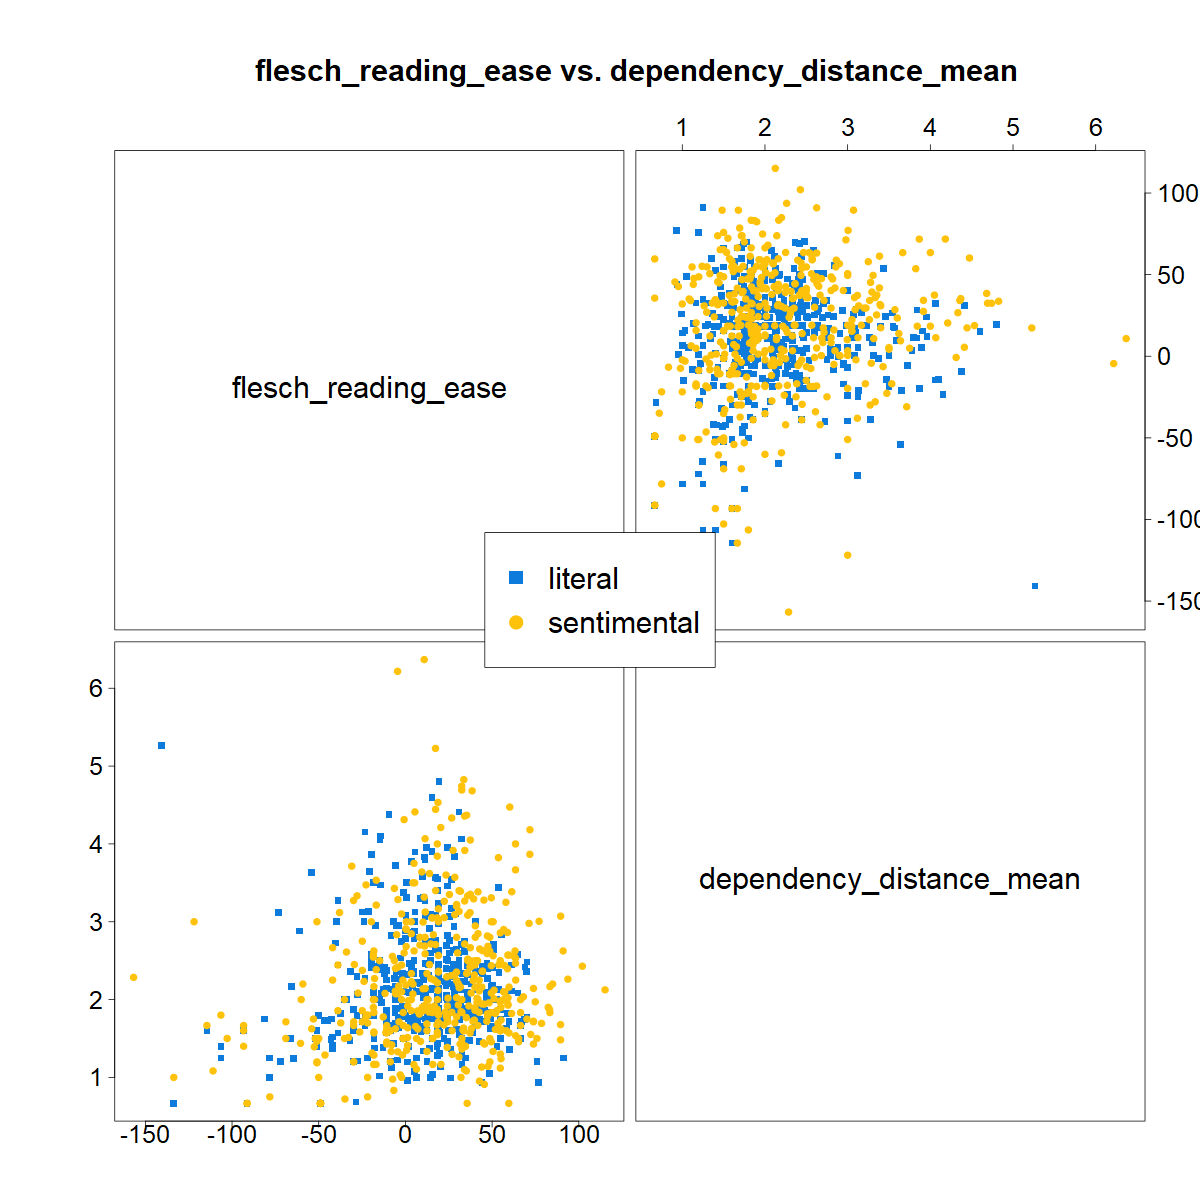 flesch_reading_ease vs. dependency_distance_mean
1 2 3 4 5 6
flesch_reading_ease
100
50
0
-50
-100
-150
literal
sentimental
6
5
4
3
2
1
dependency_distance_mean
-150 -100 -50 0 50 100